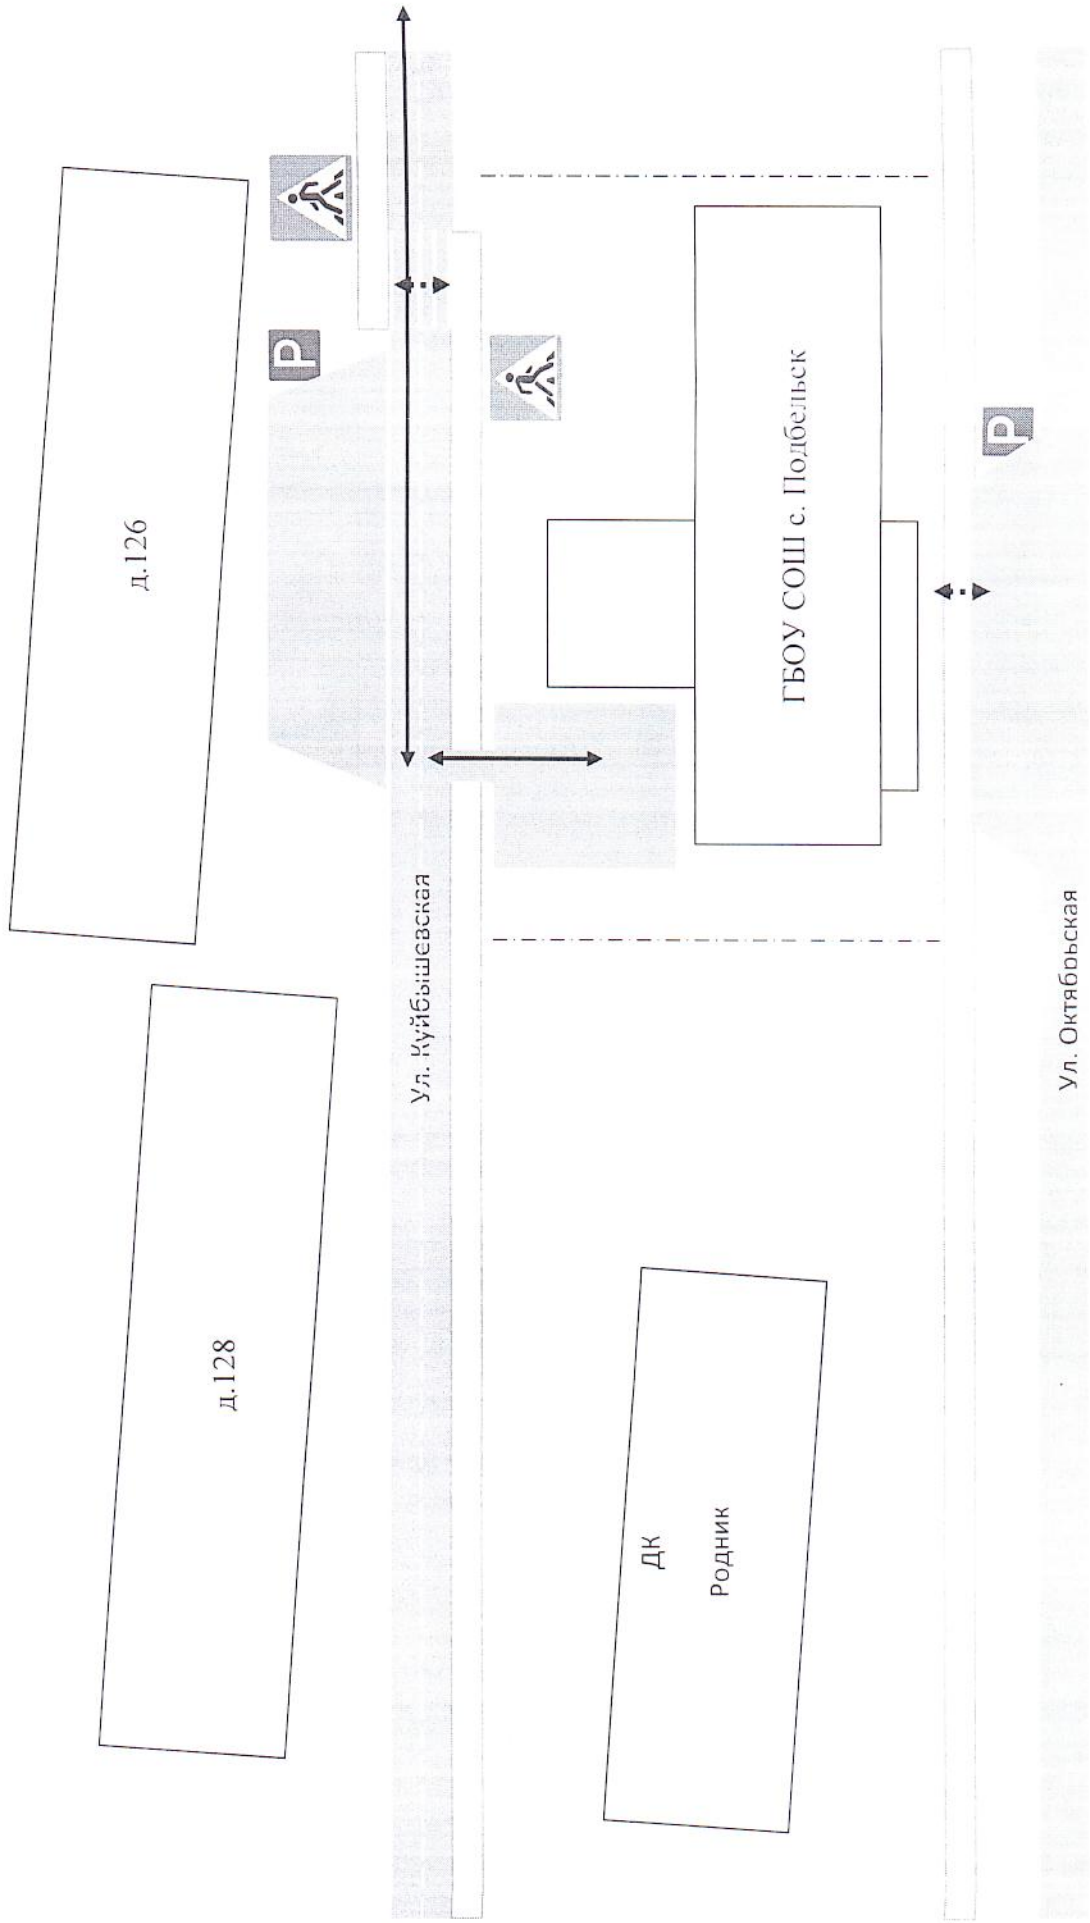 д.128
д.126
P
Ул. Куйбышевская
ДК
Родник
ГБОУ СОШ с. Подбельск
P
Ул. Октябрьская